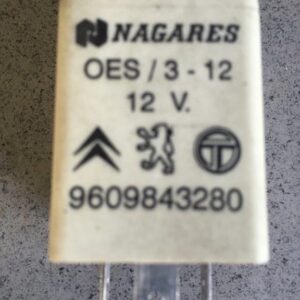 NAGARES
OES / 3 - 12
12 V.
9609843280